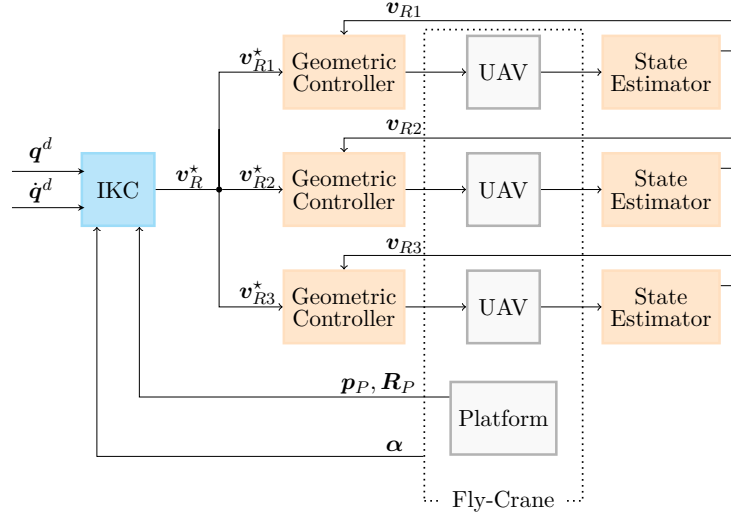 v_{R1}
v^⋆_{R1}
Geometric
Controller
UAV
State
Estimator
v_{R2}
q^d
q̇^d
IKC
v^⋆_R
v^⋆_{R2}
Geometric
Controller
UAV
State
Estimator
v_{R3}
v^⋆_{R3}
Geometric
Controller
UAV
State
Estimator
p_P, R_P
Platform
α
Fly-Crane